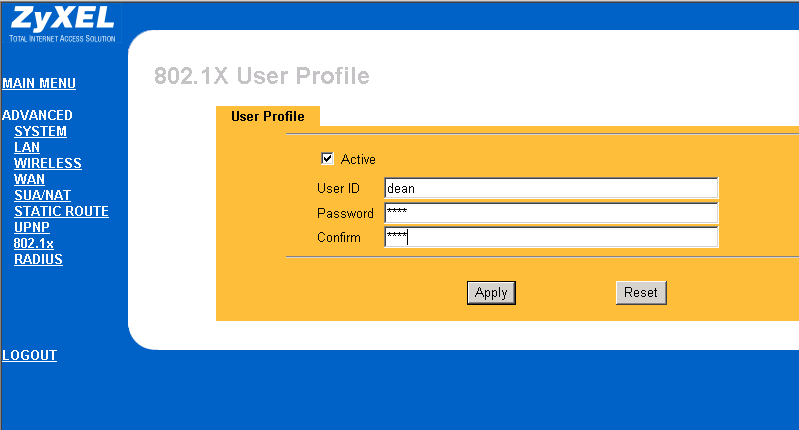 ZyXEL
TOTAL INTERNET ACCESS SOLUTION
MAIN MENU
ADVANCED
SYSTEM
LAN
WIRELESS
WAN
SUA/NAT
STATIC ROUTE
UPNP
802.1x
RADIUS
LOGOUT
802.1X User Profile
User Profile
Active
User ID dean
Password ****
Confirm ****
Apply Reset